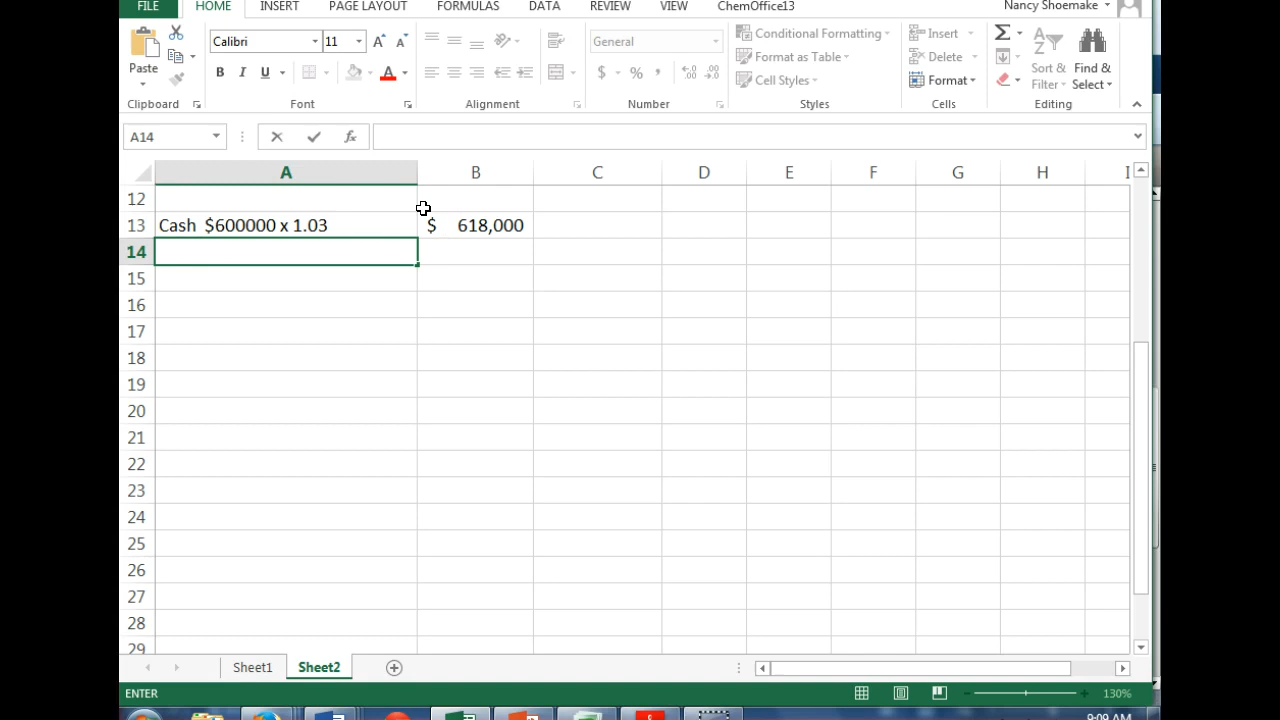 FILE HOME INSERT PAGE LAYOUT FORMULAS DATA REVIEW VIEW ChemOffice13 Nancy Shoemake
Paste
Calibri 11
B I U A
General
$ % ,
Conditional Formatting
Format as Table
Cell Styles
Insert
Delete
Format
Sort &
Filter
Find &
Select
Clipboard Font Alignment Number Styles Cells Editing
A14 fx
A B C D E F G H I
12
13 Cash $600000 x 1.03 $ 618,000
14
15
16
17
18
19
20
21
22
23
24
25
26
27
28
29
Sheet1 Sheet2
ENTER 130%
9:09 AM